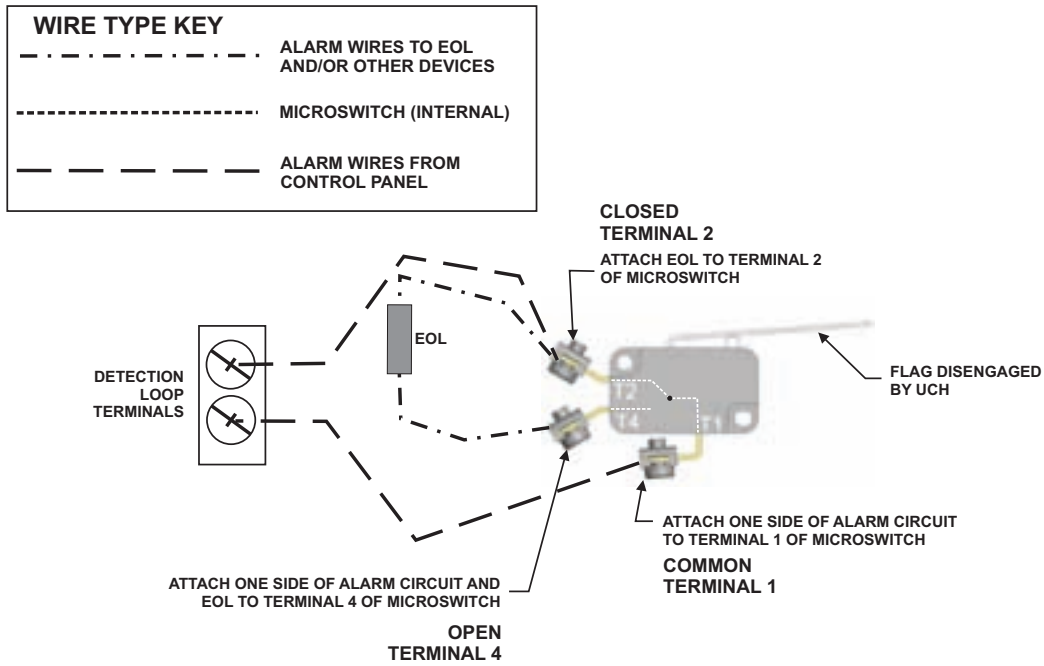 WIRE TYPE KEY
ALARM WIRES TO EOL
AND/OR OTHER DEVICES
MICROSWITCH (INTERNAL)
ALARM WIRES FROM
CONTROL PANEL
CLOSED
TERMINAL 2
ATTACH EOL TO TERMINAL 2
OF MICROSWITCH
EOL
DETECTION
LOOP
TERMINALS
T2
T4
T1
FLAG DISENGAGED
BY UCH
ATTACH ONE SIDE OF ALARM CIRCUIT
TO TERMINAL 1 OF MICROSWITCH
COMMON
TERMINAL 1
ATTACH ONE SIDE OF ALARM CIRCUIT AND
EOL TO TERMINAL 4 OF MICROSWITCH
OPEN
TERMINAL 4